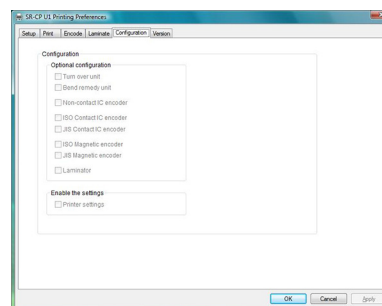 SR-CP U1 Printing Preferences
Setup Print Encode Laminate Configuration Version
Configuration
Optional configuration
Turn over unit
Bend remedy unit
Non-contact IC encoder
ISO Contact IC encoder
JIS Contact IC encoder
ISO Magnetic encoder
JIS Magnetic encoder
Laminator
Enable the settings
Printer settings
OK Cancel Apply